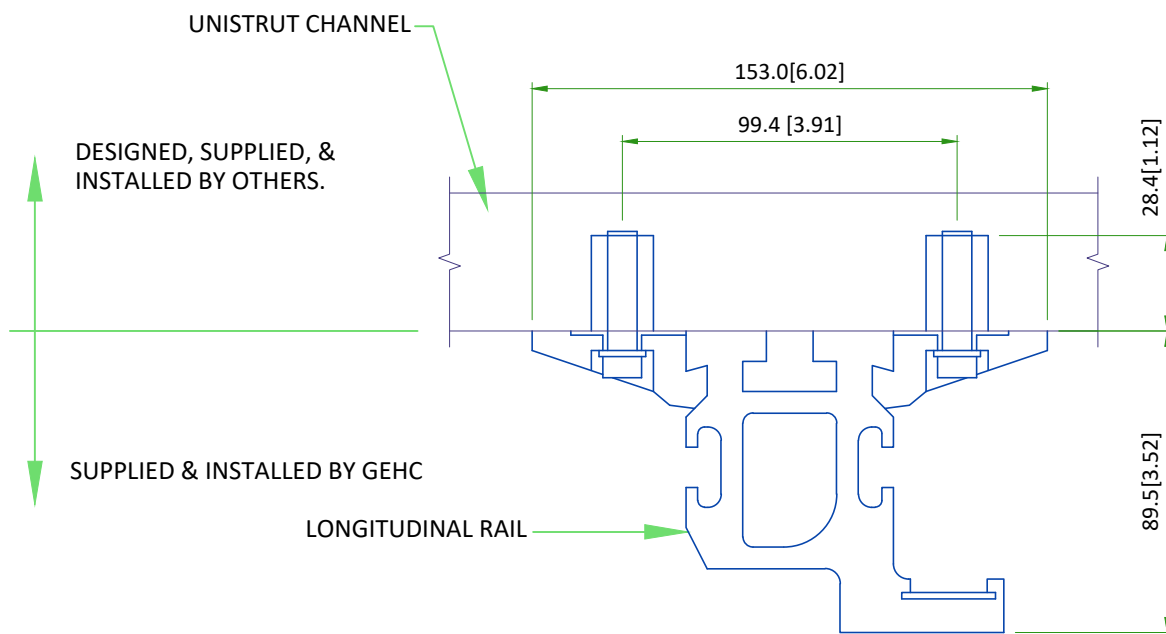 UNISTRUT CHANNEL
153.0[6.02]
99.4 [3.91]
28.4[1.12]
DESIGNED, SUPPLIED, &
INSTALLED BY OTHERS.
SUPPLIED & INSTALLED BY GEHC
LONGITUDINAL RAIL
89.5[3.52]